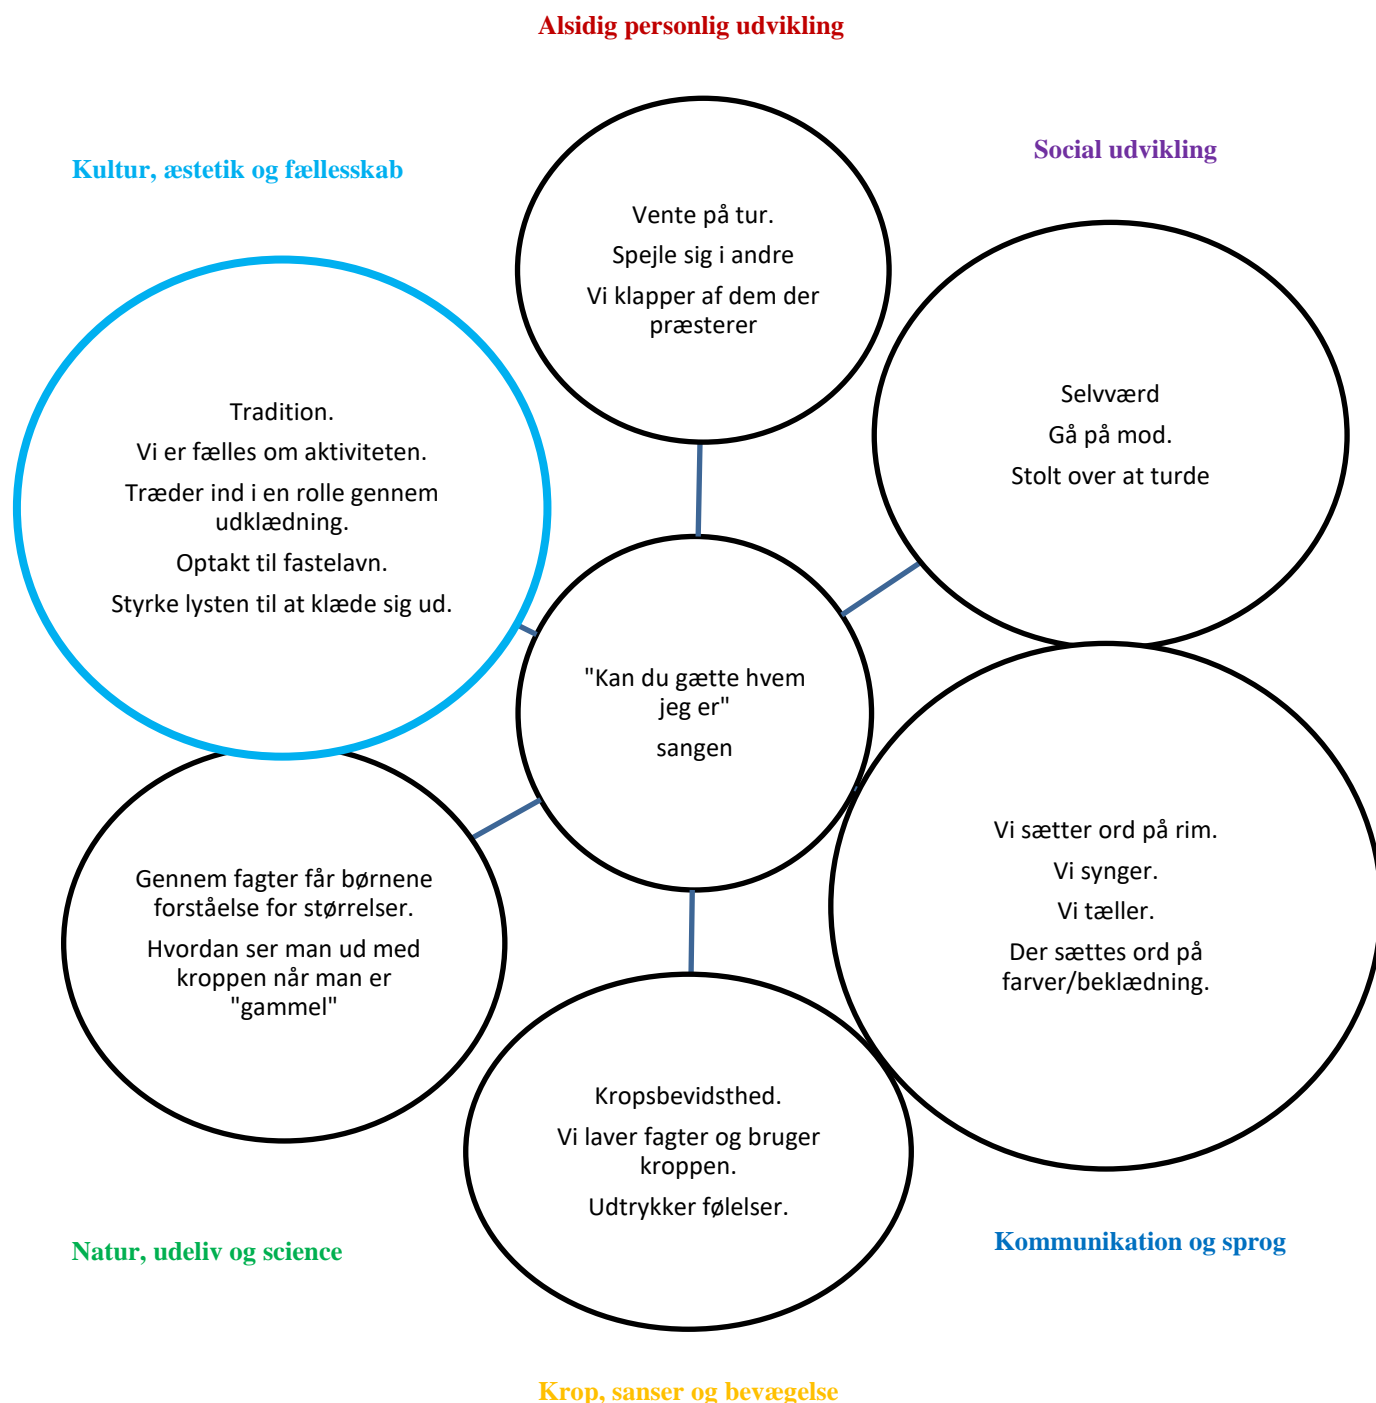 Alsidig personlig udvikling
Kultur, æstetik og fællesskab
Social udvikling
Vente på tur.
Spejle sig i andre
Vi klapper af dem der
præsterer
Selvværd
Gå på mod.
Stolt over at turde
Tradition.
Vi er fælles om aktiviteten.
Træder ind i en rolle gennem
udklædning.
Optakt til fastelavn.
Styrke lysten til at klæde sig ud.
"Kan du gætte hvem
jeg er"
sangen
Gennem fagter får børnene
forståelse for størrelser.
Hvordan ser man ud med
kroppen når man er
"gammel"
Vi sætter ord på rim.
Vi synger.
Vi tæller.
Der sættes ord på
farver/beklædning.
Kropsbevidsthed.
Vi laver fagter og bruger
kroppen.
Udtrykker følelser.
Natur, udeliv og science
Kommunikation og sprog
Krop, sanser og bevægelse